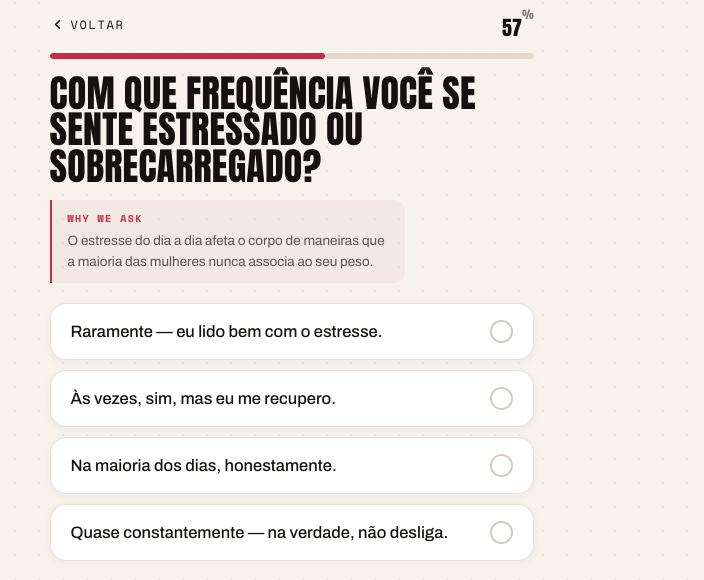 VOLTAR
57%
COM QUE FREQUÊNCIA VOCÊ SE
SENTE ESTRESSADO OU
SOBRECARREGADO?
WHY WE ASK
O estresse do dia a dia afeta o corpo de maneiras que
a maioria das mulheres nunca associa ao seu peso.
Raramente — eu lido bem com o estresse.
Às vezes, sim, mas eu me recupero.
Na maioria dos dias, honestamente.
Quase constantemente — na verdade, não desliga.